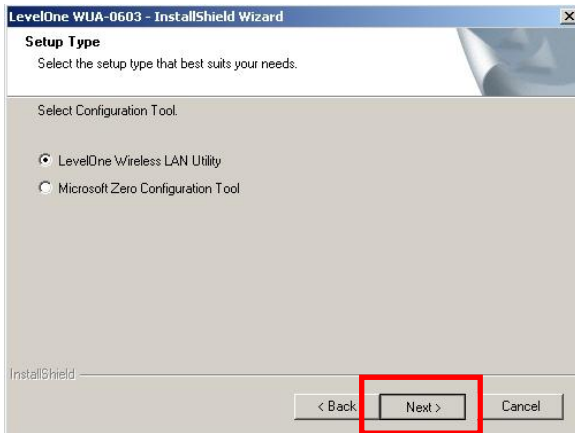 LevelOne WUA-0603 - InstallShield Wizard
Setup Type
Select the setup type that best suits your needs.
Select Configuration Tool.
LevelOne Wireless LAN Utility
Microsoft Zero Configuration Tool
InstallShield
< Back
Next >
Cancel